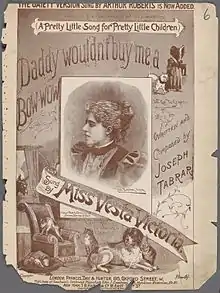 THE GAIETY VERSION SUNG BY ARTHUR ROBERTS IS NOW ADDED.
6
(A Pretty Little Song for Pretty Little Children)
Daddy wouldn't buy me a
BOW WOW
Written and
Composed by
JOSEPH
TABRAR
Sung by
MISS VESTA VICTORIA
LONDON: FRANCIS, DAY & HUNTER, 195, OXFORD STREET, W.